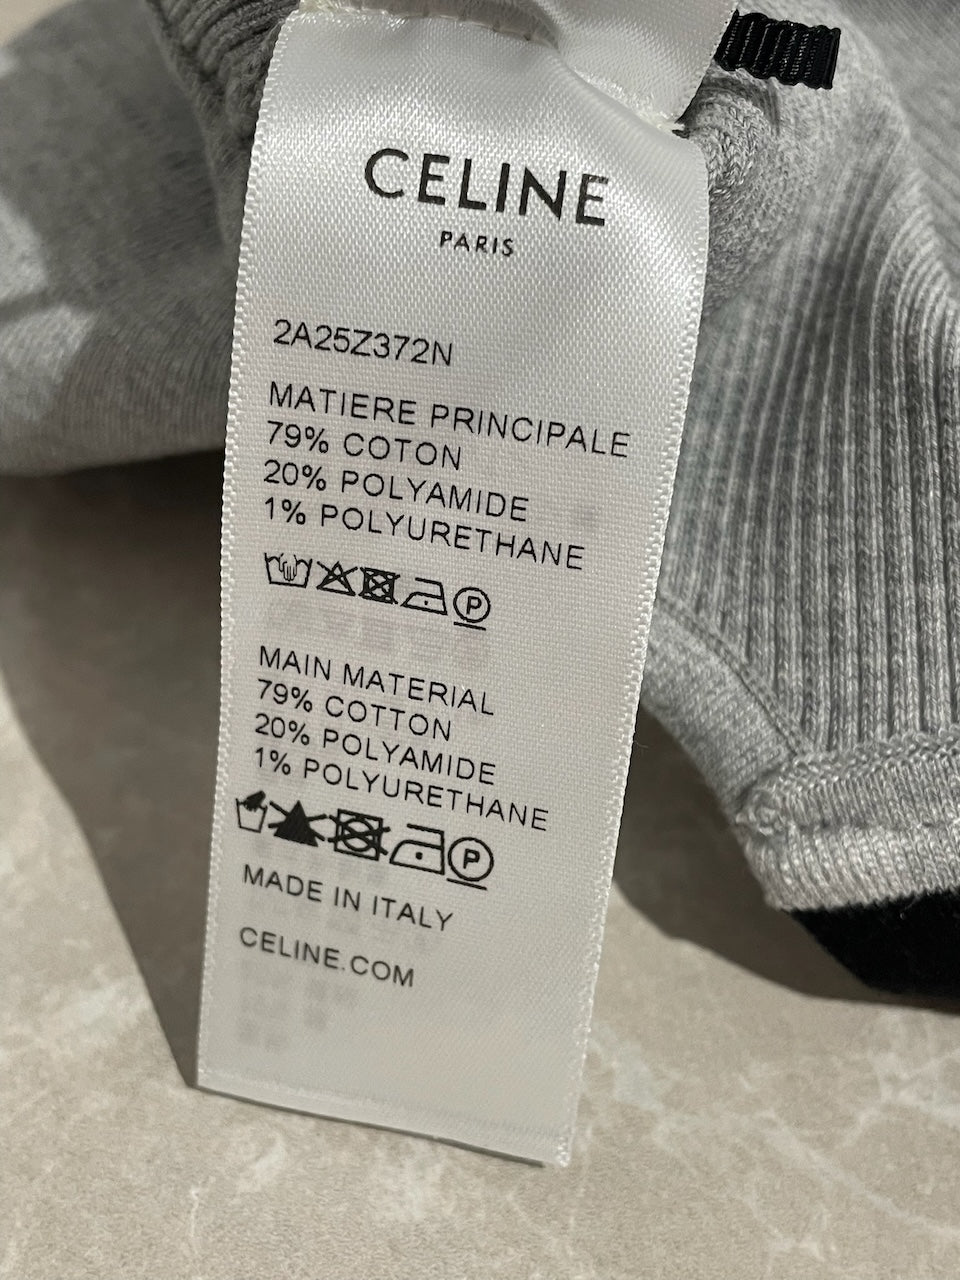 CELINE
PARIS
2A25Z372N
MATIERE PRINCIPALE
79% COTON
20% POLYAMIDE
1% POLYURETHANE
P
MAIN MATERIAL
79% COTTON
20% POLYAMIDE
1% POLYURETHANE
P
MADE IN ITALY
CELINE.COM